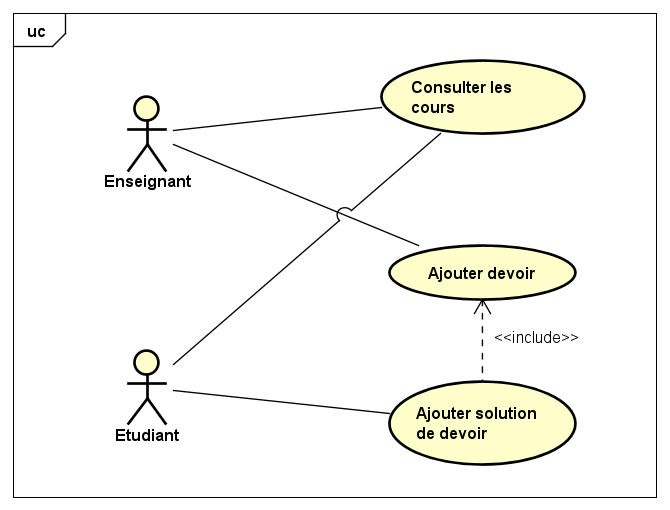 uc
Consulter les
cours
Enseignant
Ajouter devoir
<<include>>
Etudiant
Ajouter solution
de devoir